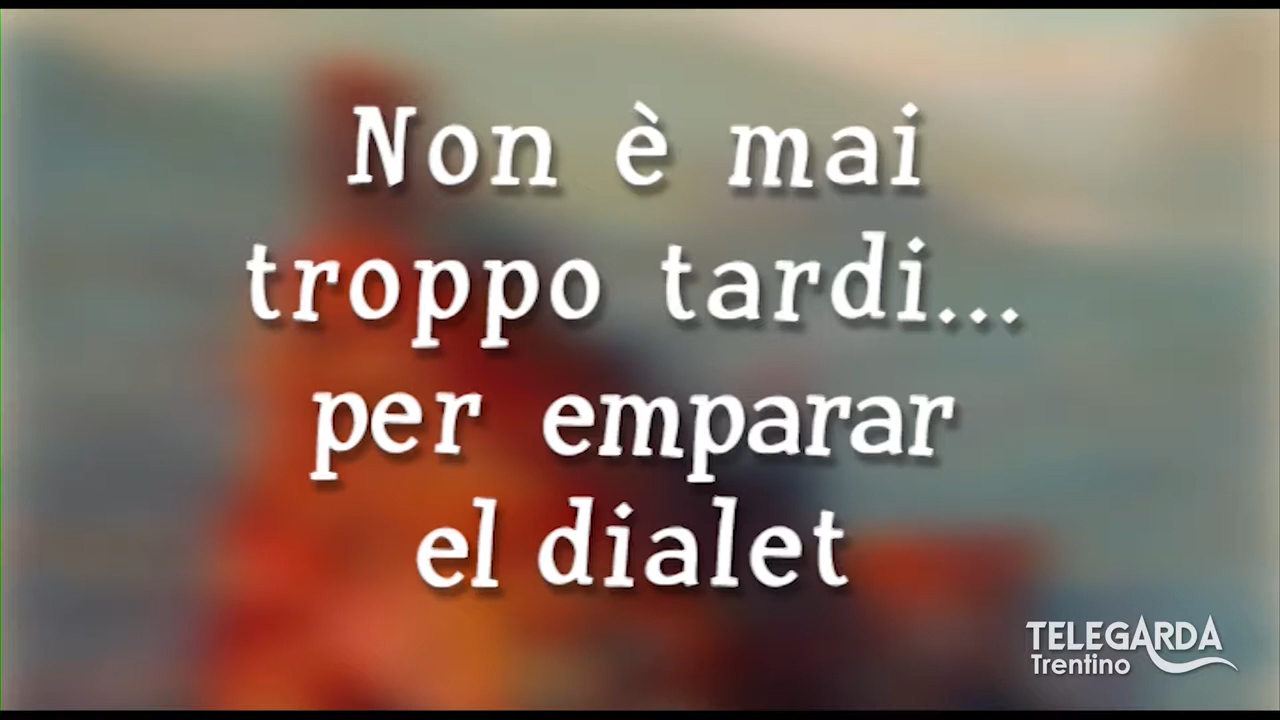 Non è mai
troppo tardi...
per emparar
el dialet
TELEGARDA
Trentino